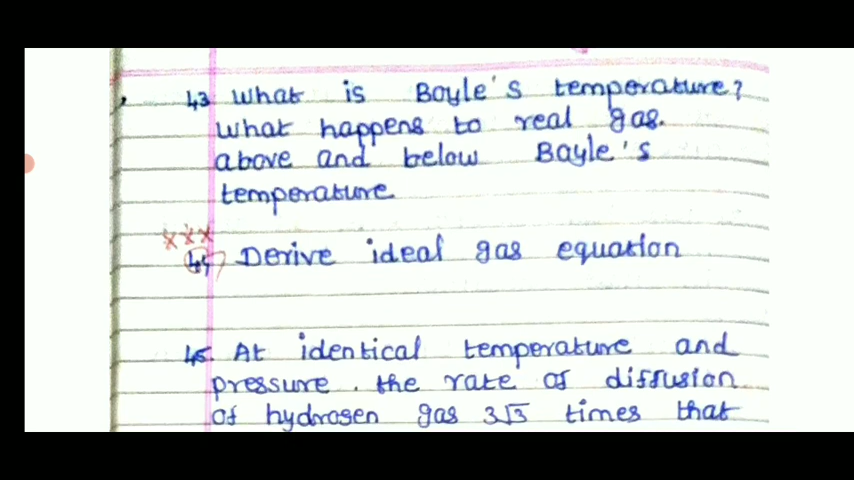 43 What is Boyle's temperature?
What happens to real gas.
above and below Bayle's
temperature
xxx
44) Derive ideal gas equation
45. At identical temperature and
pressure. the rate of diffusion
of hydrogen gas 3√3 times that